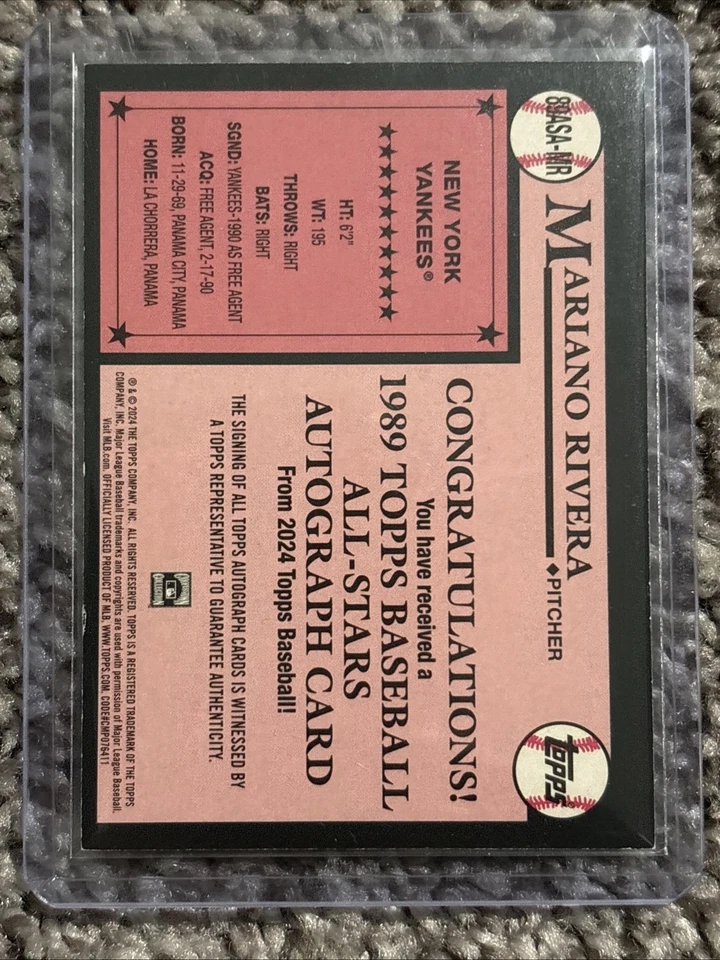 89ASA-MR
MARIANO RIVERA
◆PITCHER
topps®
NEW YORK
YANKEES®
★★★★★★★★★★
HT: 6'2"
WT: 195
THROWS: RIGHT
BATS: RIGHT
SGND: YANKEES-1990 AS FREE AGENT
ACQ: FREE AGENT, 2-17-90
BORN: 11-29-69, PANAMA CITY, PANAMA
HOME: LA CHORRERA, PANAMA
CONGRATULATIONS!
You have received a
1989 TOPPS BASEBALL
ALL-STARS
AUTOGRAPH CARD
From 2024 Topps Baseball!
THE SIGNING OF ALL TOPPS AUTOGRAPH CARDS IS WITNESSED BY
A TOPPS REPRESENTATIVE TO GUARANTEE AUTHENTICITY.
® & © 2024 THE TOPPS COMPANY, INC. ALL RIGHTS RESERVED. TOPPS IS A REGISTERED TRADEMARK OF THE TOPPS
COMPANY, INC. Major League Baseball trademarks and copyrights are used with permission of Major League Baseball.
Visit MLB.com. OFFICIALLY LICENSED PRODUCT OF MLB. WWW.TOPPS.COM. CODE#CMP076411